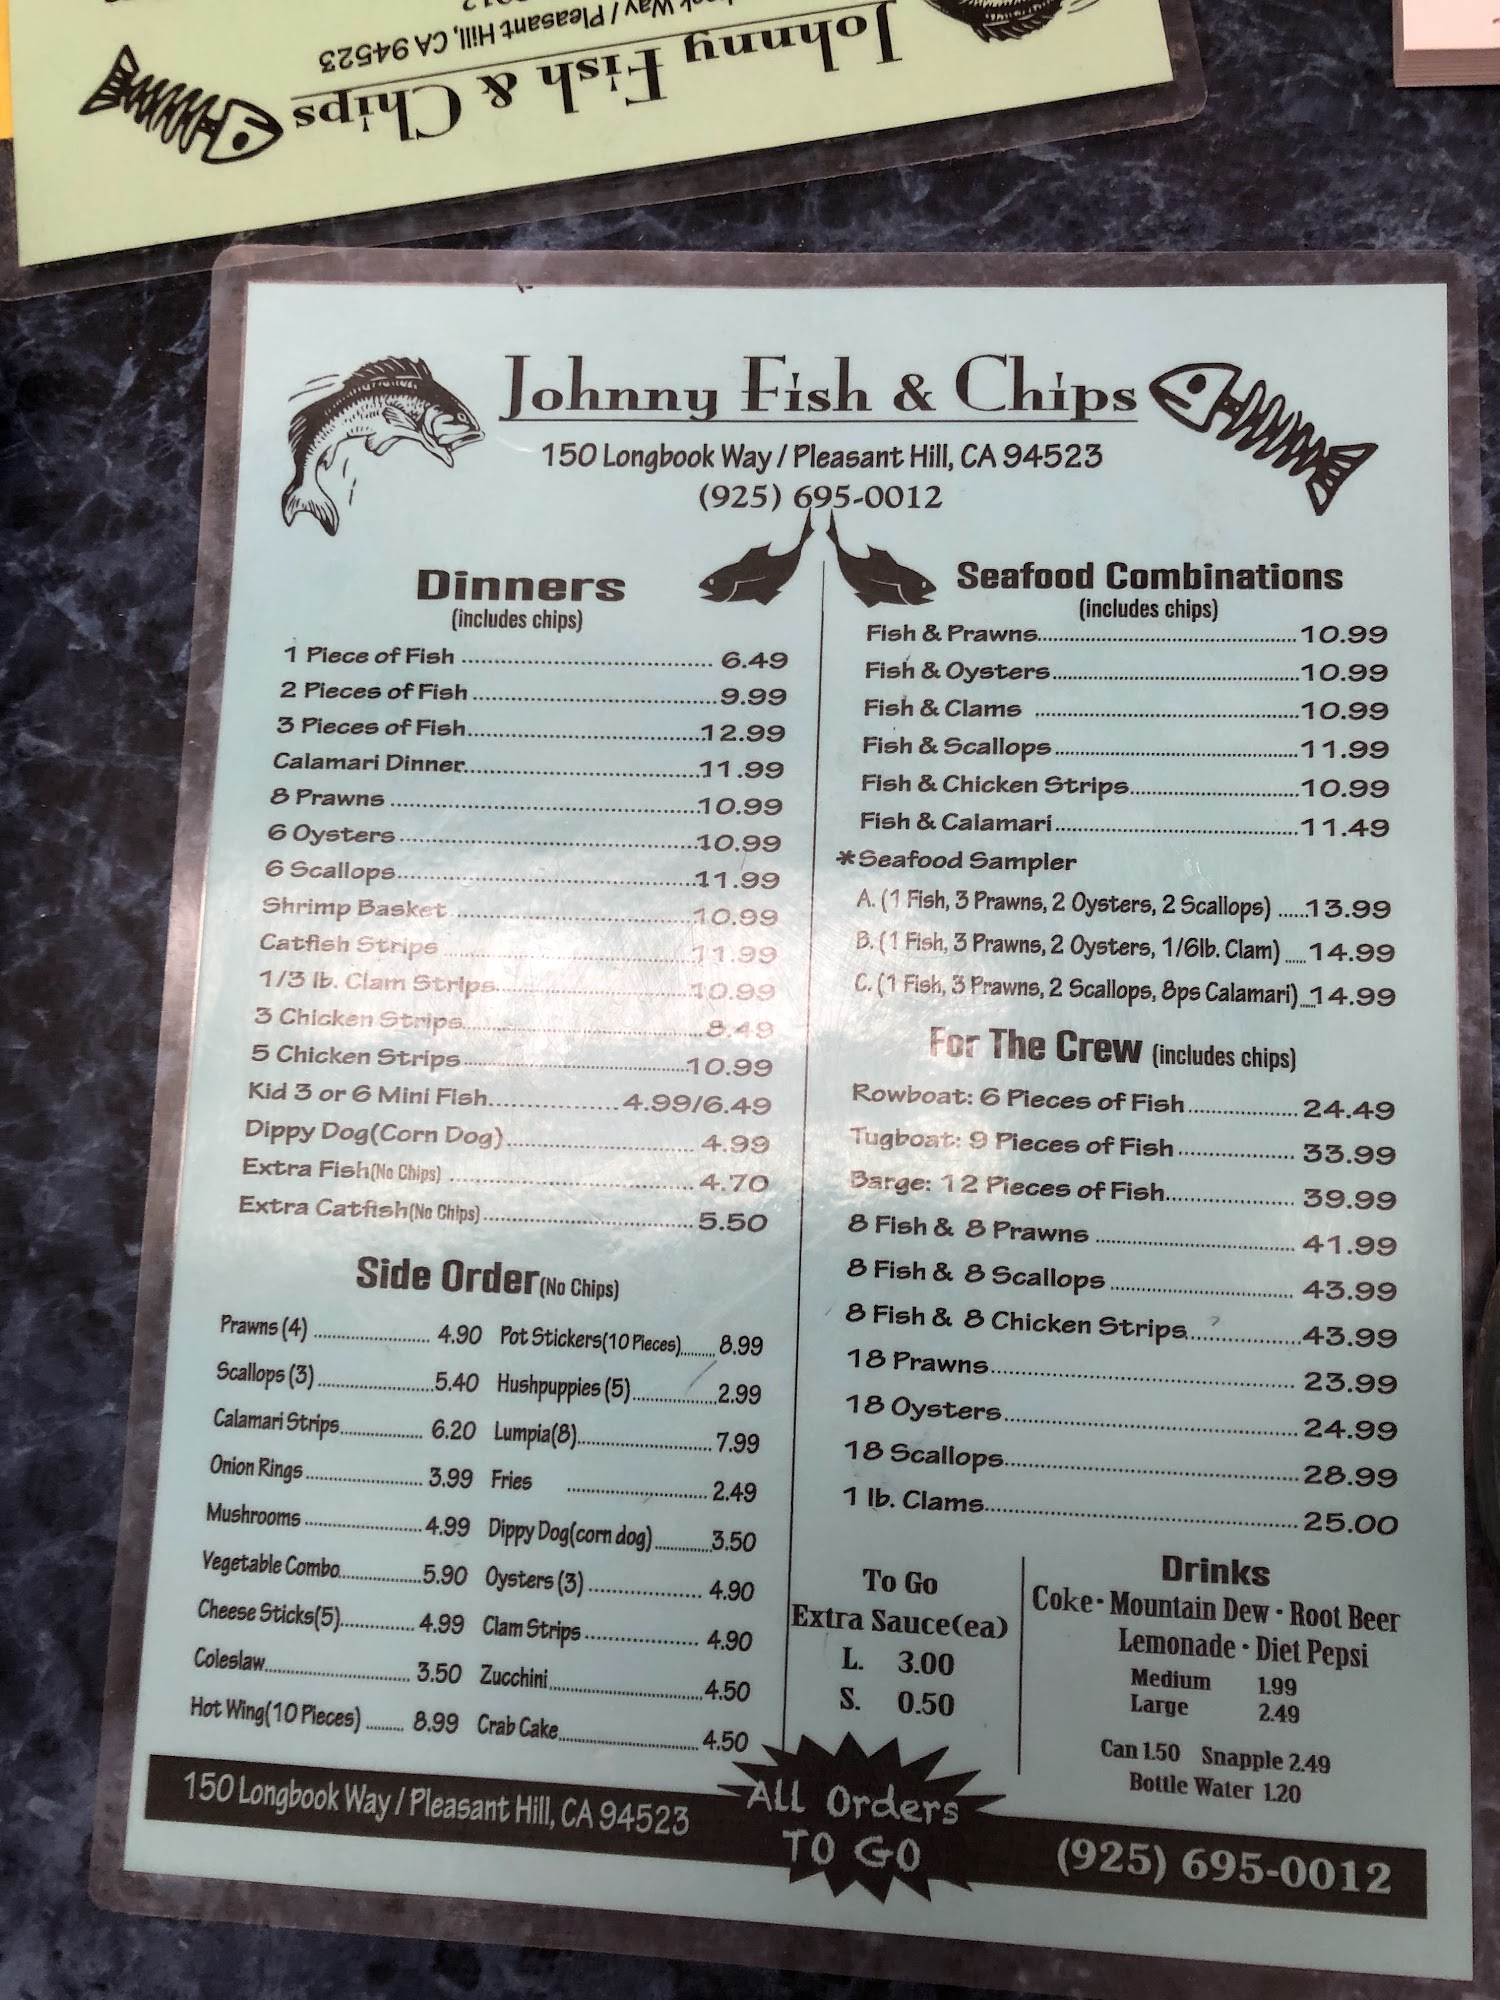 Johnny Fish & Chips
Way / Pleasant Hill, CA 94523
Johnny Fish & Chips
150 Longbook Way / Pleasant Hill, CA 94523
(925) 695-0012
Dinners
(includes chips)
1 Piece of Fish 6.49
2 Pieces of Fish 9.99
3 Pieces of Fish 12.99
Calamari Dinner 11.99
8 Prawns 10.99
6 Oysters 10.99
6 Scallops 11.99
Shrimp Basket 10.99
Catfish Strips 11.99
1/3 lb. Clam Strips 10.99
3 Chicken Strips 8.49
5 Chicken Strips 10.99
Kid 3 or 6 Mini Fish 4.99/6.49
Dippy Dog(Corn Dog) 4.99
Extra Fish(No Chips) 4.70
Extra Catfish(No Chips) 5.50
Side Order(No Chips)
Prawns (4) 4.90 Pot Stickers(10 Pieces) 8.99
Scallops (3) 5.40 Hushpuppies (5) 2.99
Calamari Strips 6.20 Lumpia(8) 7.99
Onion Rings 3.99 Fries 2.49
Mushrooms 4.99 Dippy Dog(corn dog) 3.50
Vegetable Combo 5.90 Oysters (3) 4.90
Cheese Sticks(5) 4.99 Clam Strips 4.90
Coleslaw 3.50 Zucchini 4.50
Hot Wing(10 Pieces) 8.99 Crab Cake 4.50
Seafood Combinations
(includes chips)
Fish & Prawns 10.99
Fish & Oysters 10.99
Fish & Clams 10.99
Fish & Scallops 11.99
Fish & Chicken Strips 10.99
Fish & Calamari 11.49
*Seafood Sampler
A. (1 Fish, 3 Prawns, 2 Oysters, 2 Scallops) 13.99
B. (1 Fish, 3 Prawns, 2 Oysters, 1/6lb. Clam) 14.99
C. (1 Fish, 3 Prawns, 2 Scallops, 8ps Calamari) 14.99
For The Crew (includes chips)
Rowboat: 6 Pieces of Fish 24.49
Tugboat: 9 Pieces of Fish 33.99
Barge: 12 Pieces of Fish 39.99
8 Fish & 8 Prawns 41.99
8 Fish & 8 Scallops 43.99
8 Fish & 8 Chicken Strips 43.99
18 Prawns 23.99
18 Oysters 24.99
18 Scallops 28.99
1 lb. Clams 25.00
To Go
Extra Sauce(ea)
L. 3.00
S. 0.50
Drinks
Coke · Mountain Dew · Root Beer
Lemonade · Diet Pepsi
Medium 1.99
Large 2.49
Can 1.50 Snapple 2.49
Bottle Water 1.20
150 Longbook Way / Pleasant Hill, CA 94523
ALL Orders
TO GO
(925) 695-0012